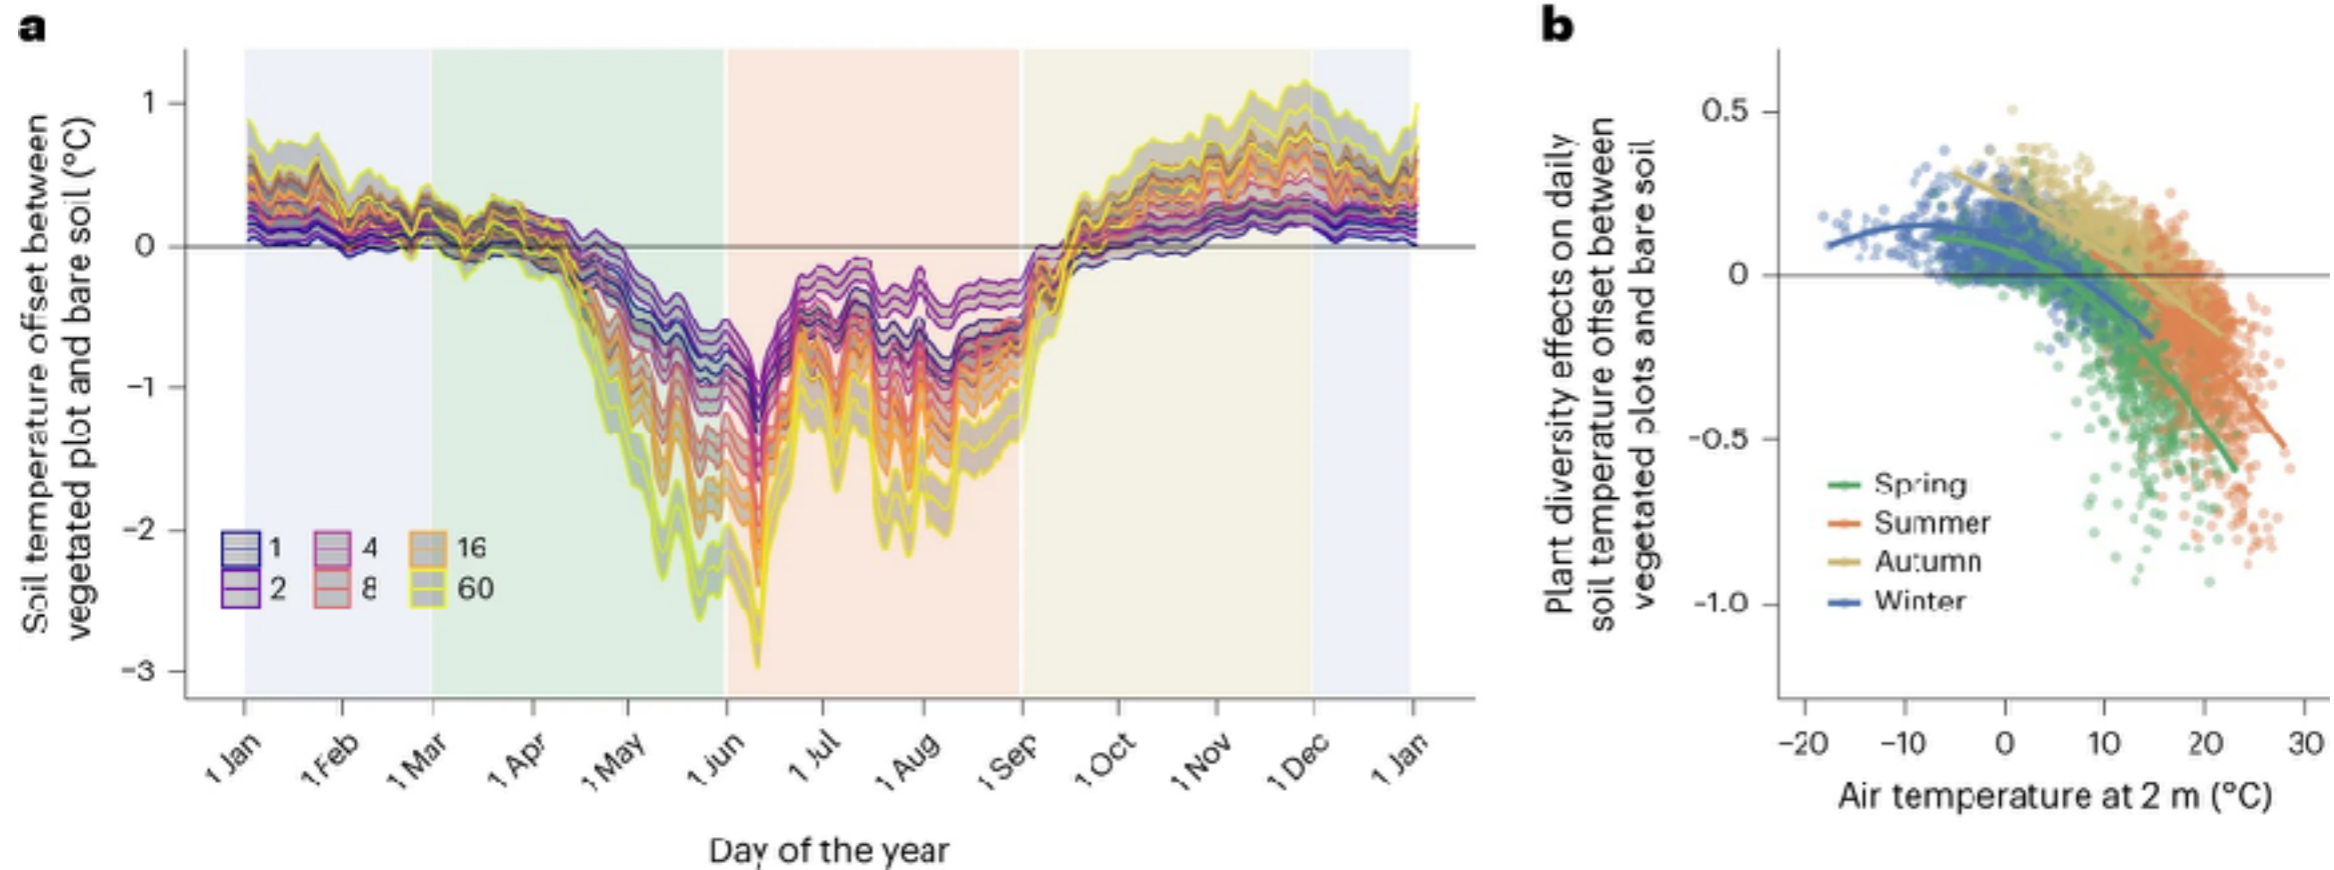 a
Soil temperature offset between
vegetated plot and bare soil (°C)
1
0
−1
−2
−3
1
2
4
8
16
60
1 Jan
1 Feb
1 Mar
1 Apr
1 May
1 Jun
1 Jul
1 Aug
1 Sep
1 Oct
1 Nov
1 Dec
1 Jan
Day of the year
b
Plant diversity effects on daily
soil temperature offset between
vegetated plots and bare soil
0.5
0
−0.5
−1.0
Spring
Summer
Autumn
Winter
−20
−10
0
10
20
30
Air temperature at 2 m (°C)